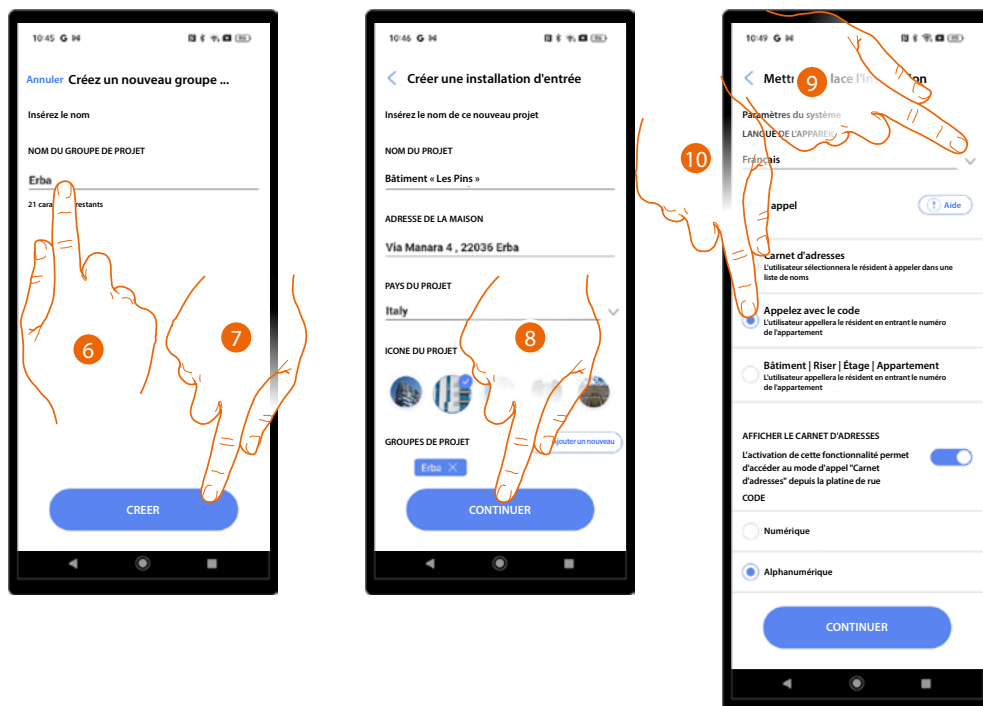 10:45 G
Annuler Créez un nouveau groupe ...
Insérez le nom
NOM DU GROUPE DE PROJET
Erba
21 cara restants
6
7
CREER
10:46 G
Créer une installation d'entrée
Insérez le nom de ce nouveau projet
NOM DU PROJET
Bâtiment « Les Pins »
ADRESSE DE LA MAISON
Via Manara 4 , 22036 Erba
PAYS DU PROJET
Italy
8
ICONE DU PROJET
GROUPES DE PROJET
Ajouter un nouveau
Erba
CONTINUER
10:49 G
Mettr lace l'in ion
9
Paramètres du système
LANGUE DE L'APPAREIL
10
Français
appel
Aide
Carnet d'adresses
L'utilisateur sélectionnera le résident à appeler dans une
liste de noms
Appelez avec le code
L'utilisateur appellera le résident en entrant le numéro
de l'appartement
Bâtiment | Riser | Étage | Appartement
L'utilisateur appellera le résident en entrant le numéro
de l'appartement
AFFICHER LE CARNET D'ADRESSES
L'activation de cette fonctionnalité permet
d'accéder au mode d'appel "Carnet
d'adresses" depuis la platine de rue
CODE
Numérique
Alphanumérique
CONTINUER